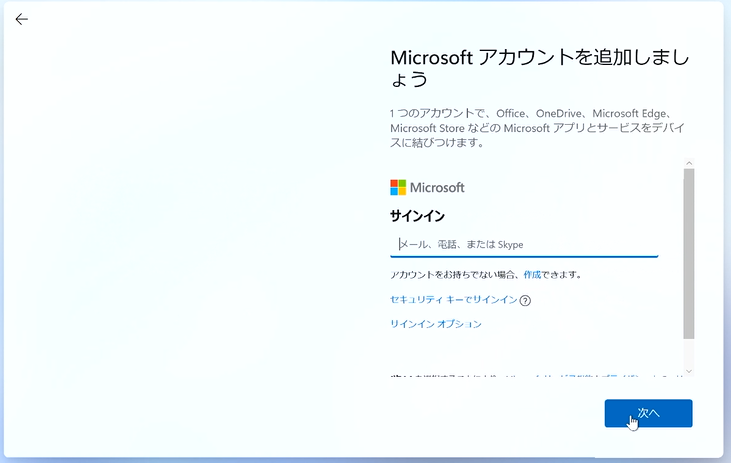 Microsoft アカウントを追加しまし
ょう
1 つのアカウントで、Office、OneDrive、Microsoft Edge、
Microsoft Store などの Microsoft アプリとサービスをデバイ
スに結びつけます。
Microsoft
サインイン
メール、電話、または Skype
アカウントをお持ちでない場合、作成できます。
セキュリティ キーでサインイン ?
サインイン オプション
次へ